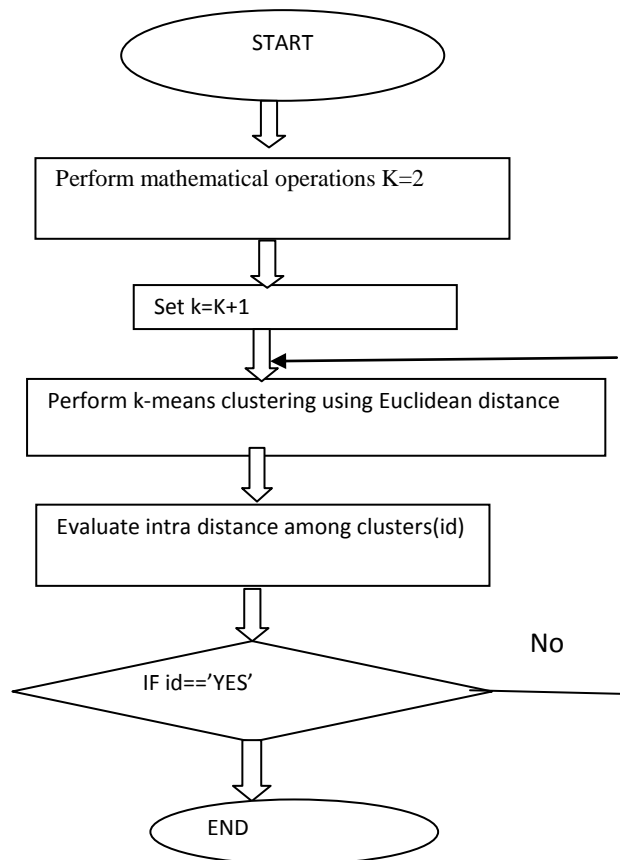 START
Perform mathematical operations K=2
Set k=K+1
Perform k-means clustering using Euclidean distance
Evaluate intra distance among clusters(id)
No
IF id==’YES’
END